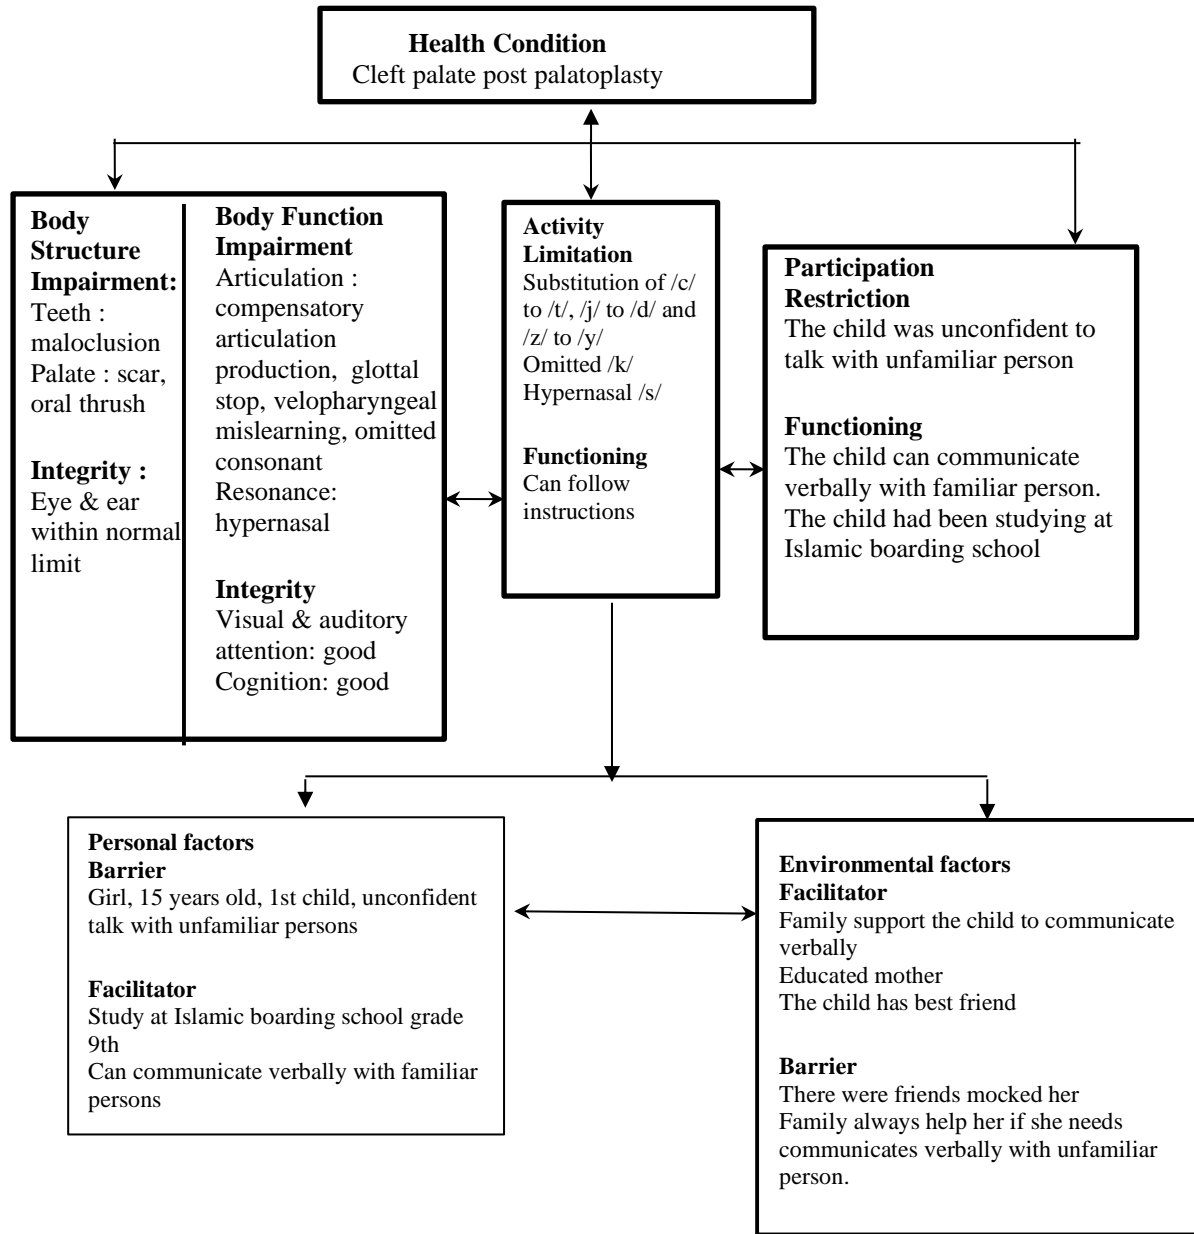 Health Condition
Cleft palate post palatoplasty
Body
Structure
Impairment:
Teeth :
maloclusion
Palate : scar,
oral thrush
Integrity :
Eye & ear
within normal
limit
Body Function
Impairment
Articulation :
compensatory
articulation
production, glottal
stop, velopharyngeal
mislearning, omitted
consonant
Resonance:
hypernasal
Integrity
Visual & auditory
attention: good
Cognition: good
Activity
Limitation
Substitution of /c/
to /t/, /j/ to /d/ and
/z/ to /y/
Omitted /k/
Hypernasal /s/
Functioning
Can follow
instructions
Participation
Restriction
The child was unconfident to
talk with unfamiliar person
Functioning
The child can communicate
verbally with familiar person.
The child had been studying at
Islamic boarding school
Personal factors
Barrier
Girl, 15 years old, 1st child, unconfident
talk with unfamiliar persons
Facilitator
Study at Islamic boarding school grade
9th
Can communicate verbally with familiar
persons
Environmental factors
Facilitator
Family support the child to communicate
verbally
Educated mother
The child has best friend
Barrier
There were friends mocked her
Family always help her if she needs
communicates verbally with unfamiliar
person.